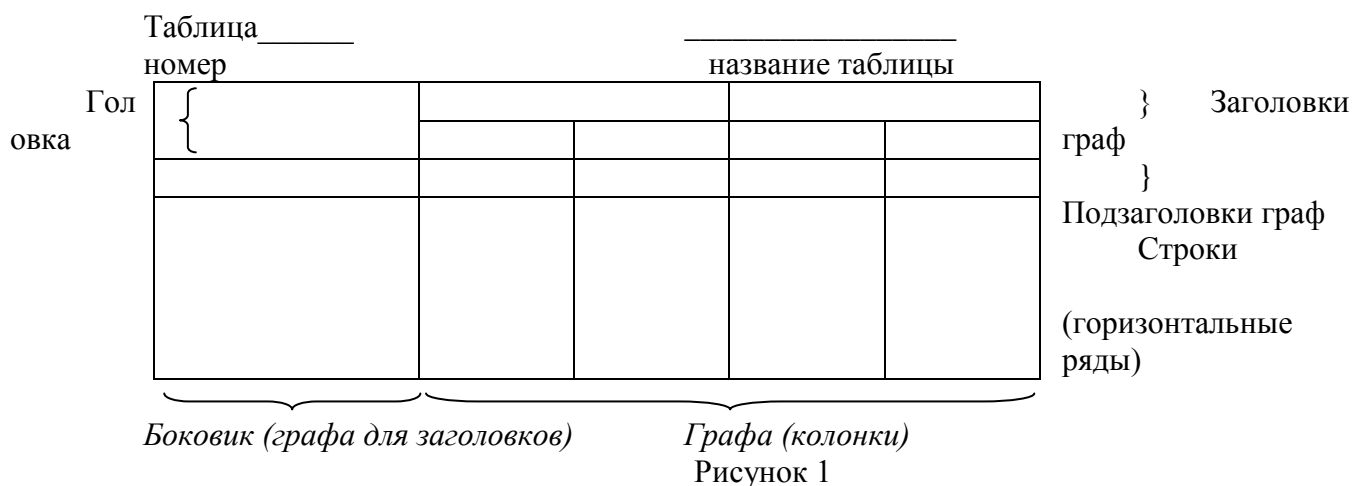 Таблица______ _________________
номер название таблицы
Гол } Заголовки
овка граф
}
Подзаголовки граф
Строки
(горизонтальные
ряды)
Боковик (графа для заголовков) Графа (колонки)
Рисунок 1